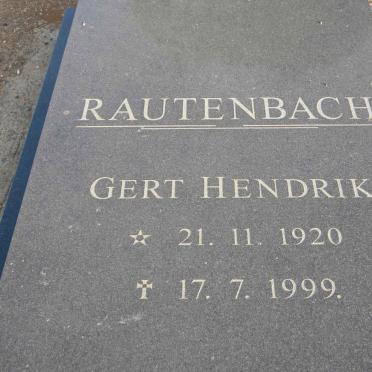 RAUTENBACH
GERT HENDRIK
☆ 21. 11. 1920
✝ 17. 7. 1999.